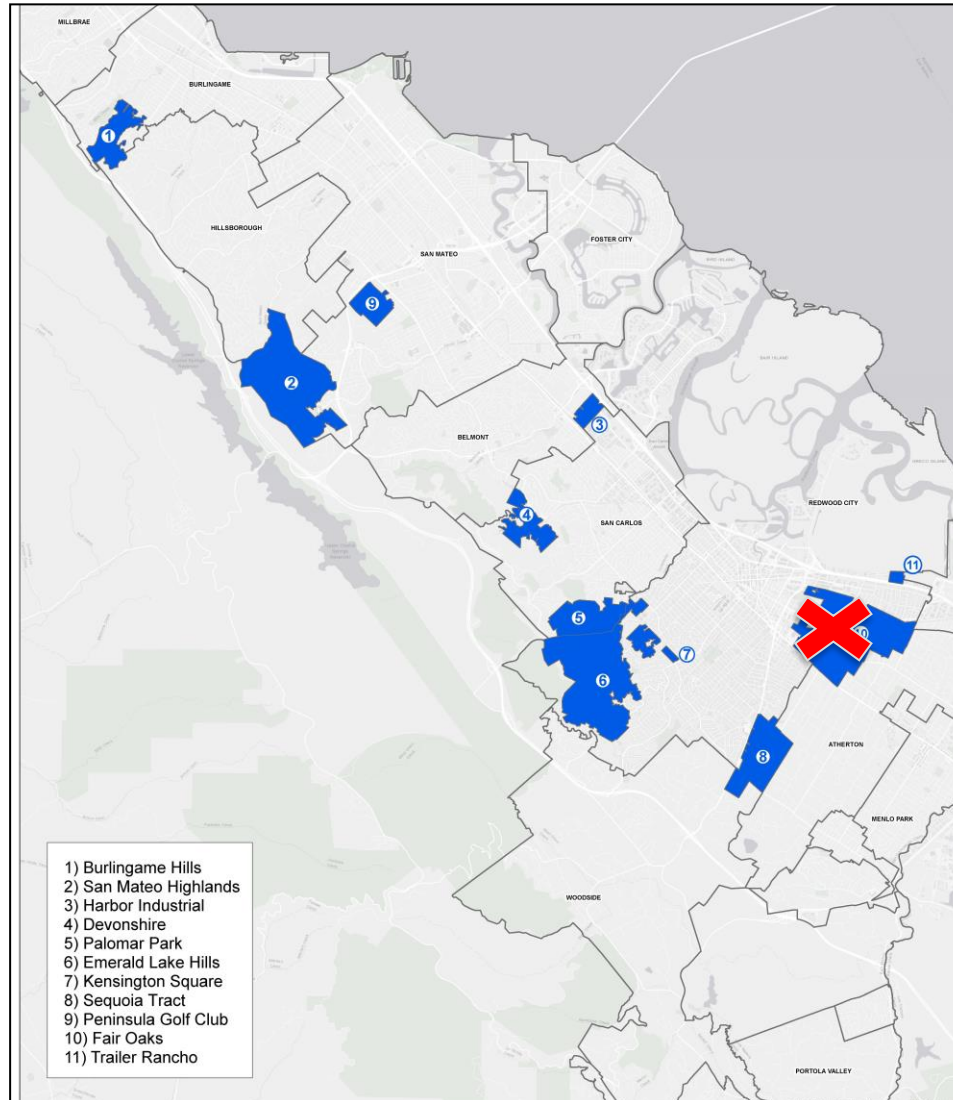 MILLBRAE
BURLINGAME
1
HILLSBOROUGH
FOSTER CITY
SAN MATEO
9
2
3
BELMONT
4
REDWOOD CITY
SAN CARLOS
11
5
10
7
6
ATHERTON
8
MENLO PARK
WOODSIDE
PORTOLA VALLEY
1) Burlingame Hills
2) San Mateo Highlands
3) Harbor Industrial
4) Devonshire
5) Palomar Park
6) Emerald Lake Hills
7) Kensington Square
8) Sequoia Tract
9) Peninsula Golf Club
10) Fair Oaks
11) Trailer Rancho